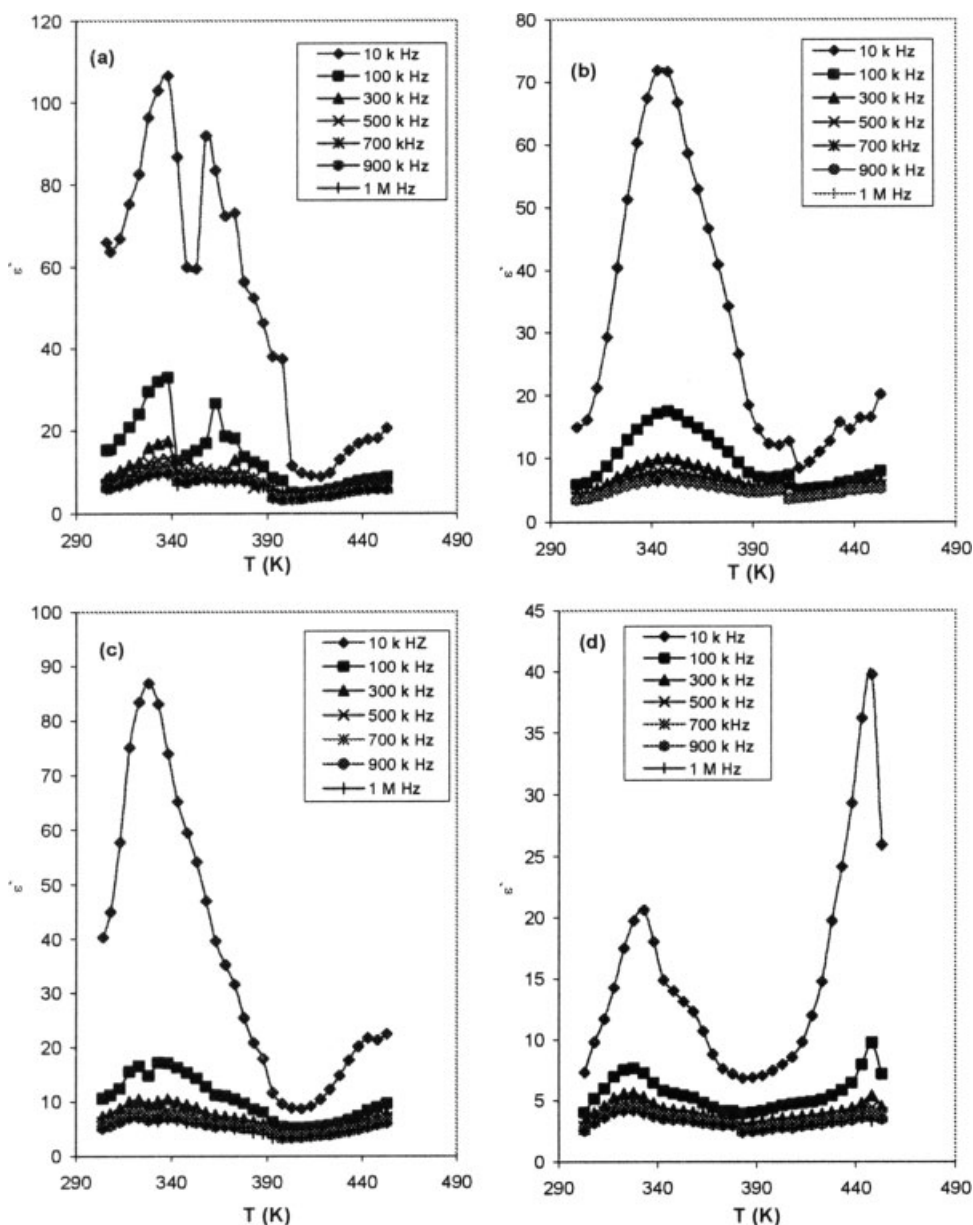 (a)
10 k Hz
100 k Hz
300 k Hz
500 k Hz
700 kHz
900 k Hz
1 M Hz
120
100
80
60
40
20
0
ε'
290 340 390 440 490
T (K)
(b)
10 k Hz
100 k Hz
300 k Hz
500 k Hz
700 kHz
900 k Hz
1 M Hz
80
70
60
50
40
30
20
10
0
ε'
290 340 390 440 490
T (K)
(c)
10 k HZ
100 k Hz
300 k Hz
500 k Hz
700 k Hz
900 k Hz
1 M Hz
100
90
80
70
60
50
40
30
20
10
0
ε'
290 340 390 440 490
T (K)
(d)
10 k Hz
100 k Hz
300 k Hz
500 k Hz
700 kHz
900 k Hz
1 M Hz
45
40
35
30
25
20
15
10
5
0
ε'
290 340 390 440 490
T (K)